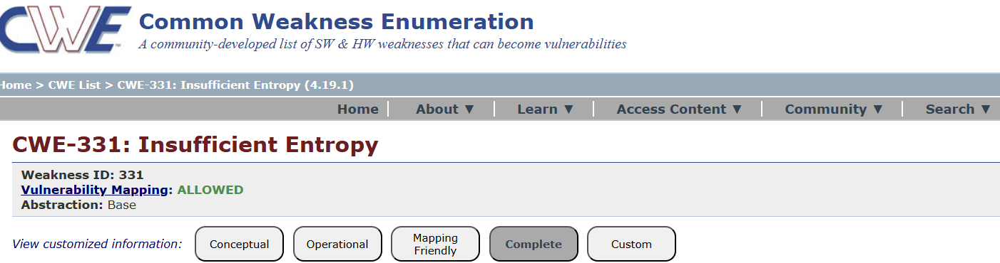 CWE™
Common Weakness Enumeration
A community-developed list of SW & HW weaknesses that can become vulnerabilities
Home > CWE List > CWE-331: Insufficient Entropy (4.19.1)
Home About ▼ Learn ▼ Access Content ▼ Community ▼ Search ▼
CWE-331: Insufficient Entropy
Weakness ID: 331
Vulnerability Mapping: ALLOWED
Abstraction: Base
View customized information: Conceptual Operational Mapping Friendly Complete Custom